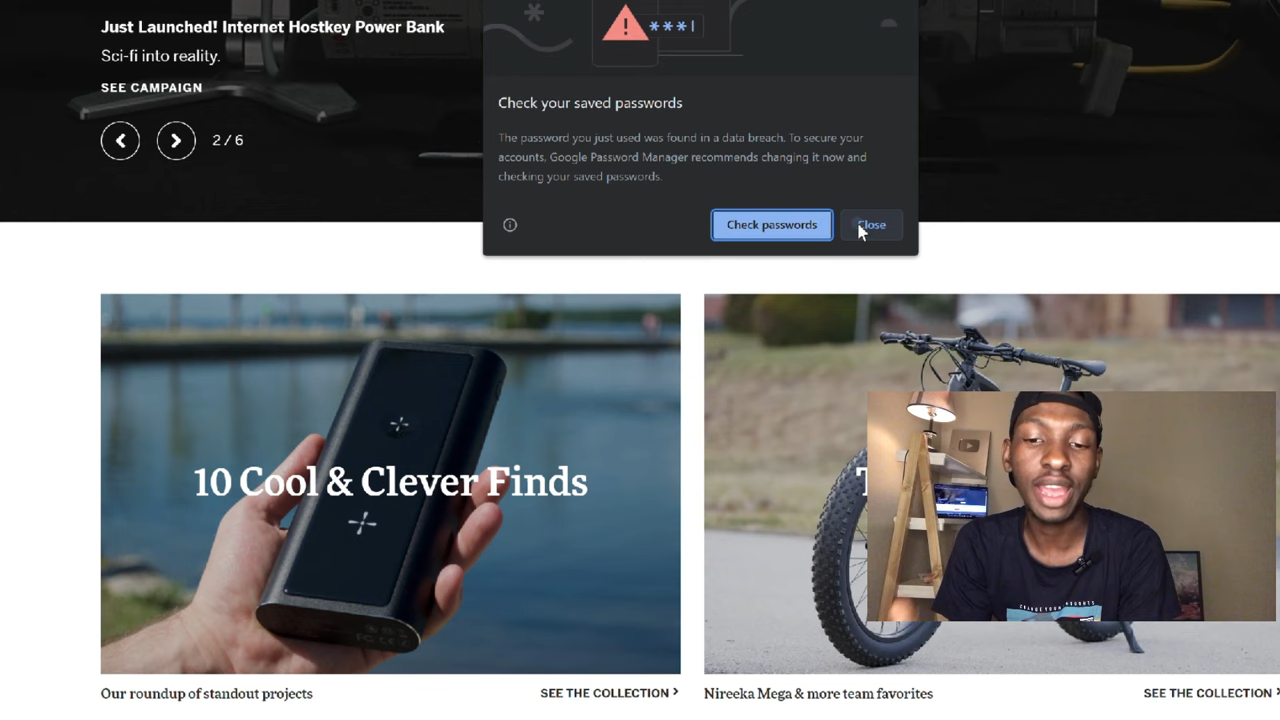 Just Launched! Internet Hostkey Power Bank
Sci-fi into reality.
SEE CAMPAIGN
2/6
***|
Check your saved passwords
The password you just used was found in a data breach. To secure your
accounts, Google Password Manager recommends changing it now and
checking your saved passwords.
Check passwords
Close
10 Cool & Clever Finds
T
Our roundup of standout projects
SEE THE COLLECTION
Nireeka Mega & more team favorites
SEE THE COLLECTION